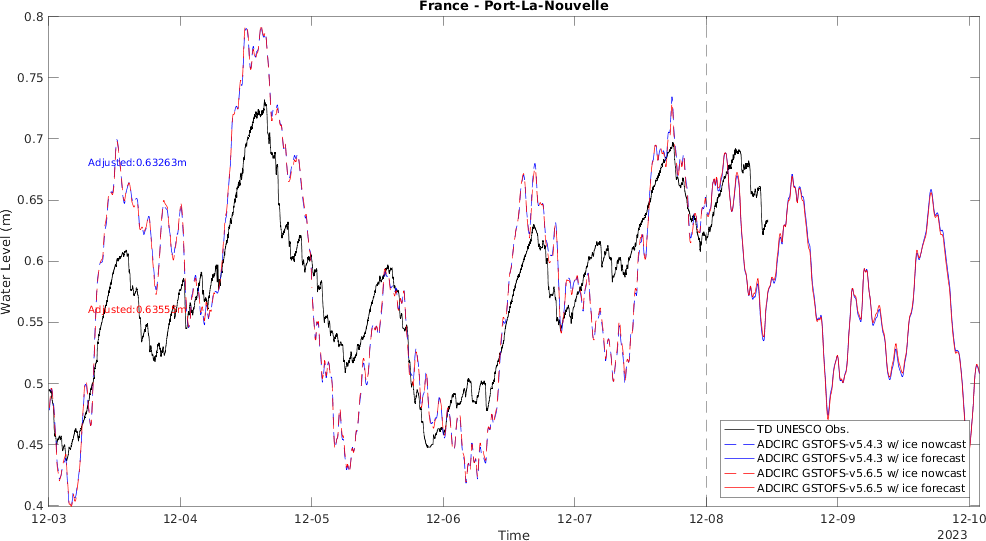 France - Port-La-Nouvelle
Water Level (m)
0.8
0.75
0.7
0.65
0.6
0.55
0.5
0.45
0.4
Adjusted:0.63263m
Adjusted:0.63555m
TD UNESCO Obs.
ADCIRC GSTOFS-v5.4.3 w/ ice nowcast
ADCIRC GSTOFS-v5.4.3 w/ ice forecast
ADCIRC GSTOFS-v5.6.5 w/ ice nowcast
ADCIRC GSTOFS-v5.6.5 w/ ice forecast
12-03 12-04 12-05 12-06 12-07 12-08 12-09 12-10
Time
2023